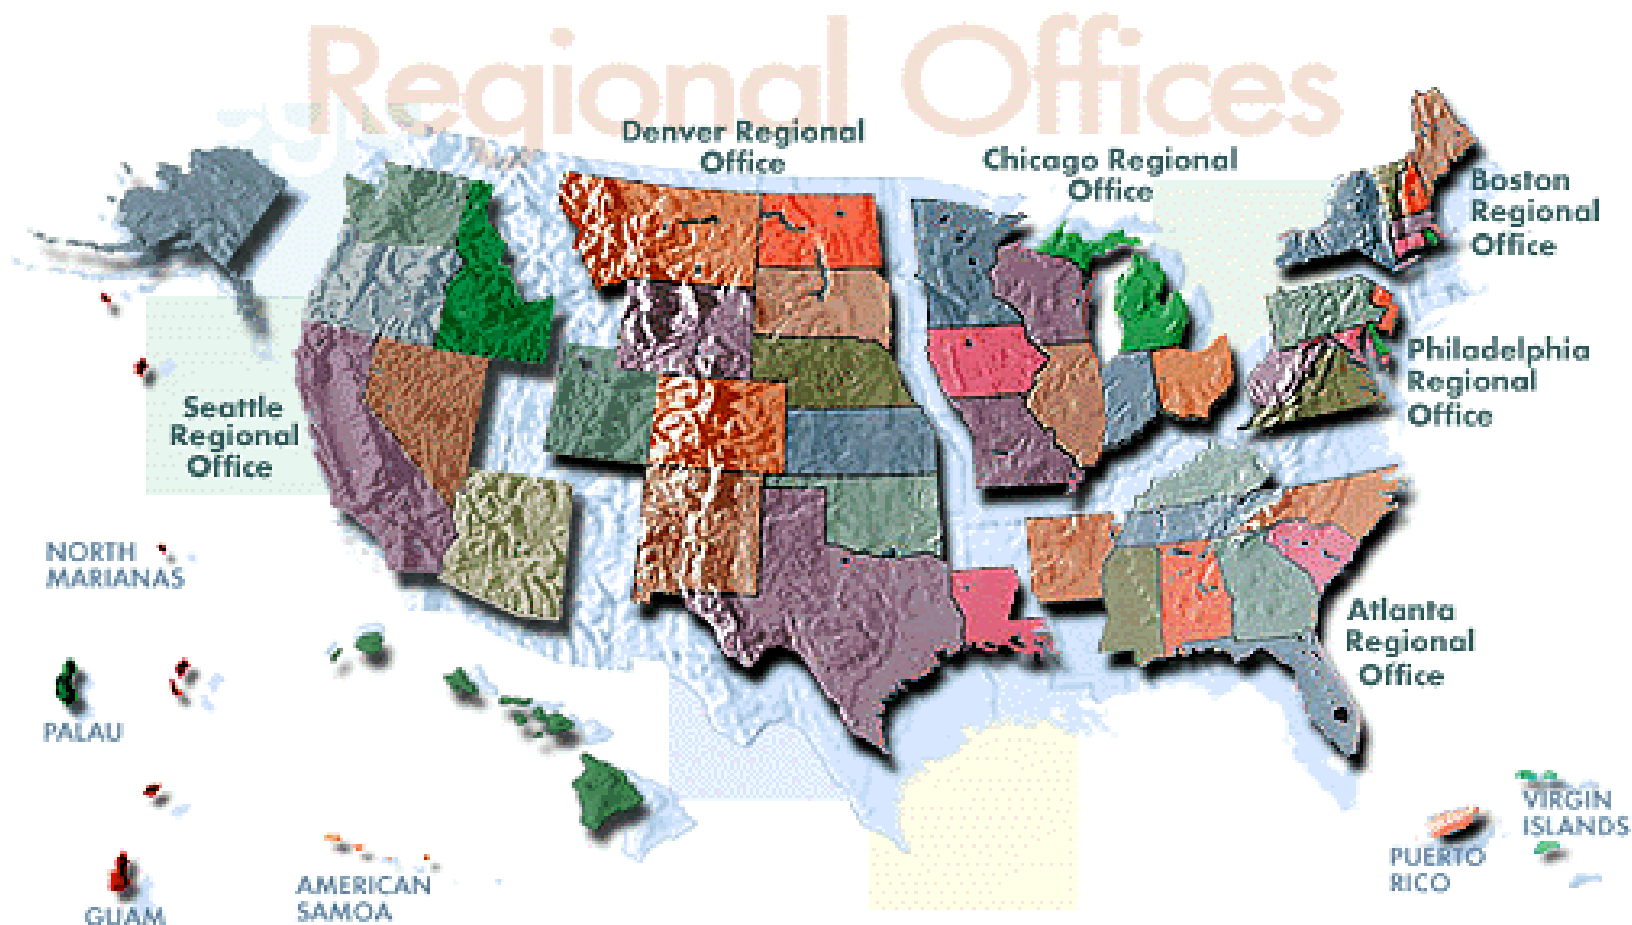 Regional Offices
Denver Regional
Office
Chicago Regional
Office
Boston
Regional
Office
Philadelphia
Regional
Office
Seattle
Regional
Office
NORTH
MARIANAS
Atlanta
Regional
Office
PALAU
VIRGIN
ISLANDS
PUERTO
RICO
AMERICAN
SAMOA
GUAM